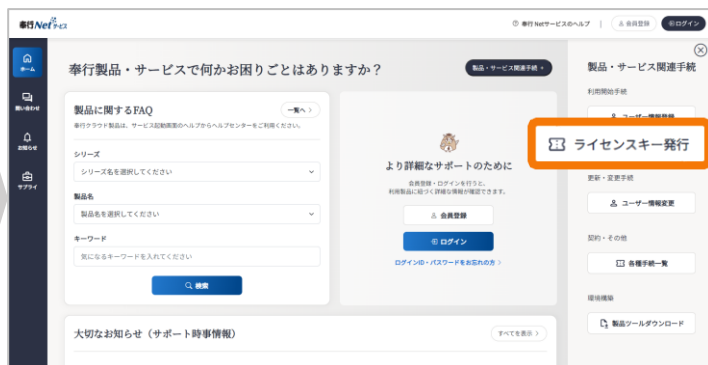 奉行Netサービス
奉行Netサービスのヘルプ
会員登録
ログイン
ホーム
問い合わせ
お知らせ
サプライ
奉行製品・サービスで何かお困りごとはありますか？
製品・サービス関連手続
製品に関するFAQ
一覧へ
奉行クラウド製品は、サービス起動画面のヘルプからヘルプセンターをご利用ください。
シリーズ
シリーズ名を選択してください
製品名
製品名を選択してください
キーワード
気になるキーワードを入れてください
検索
より詳細なサポートのために
会員登録・ログインを行うと、
利用製品に紐づく詳細な情報が確認できます。
会員登録
ログイン
ログインID・パスワードをお忘れの方
大切なお知らせ（サポート時事情報）
すべてを表示
製品・サービス関連手続
利用開始手続
ユーザー情報登録
ライセンスキー発行
更新・変更手続
ユーザー情報変更
契約・その他
各種手続一覧
環境構築
製品ツールダウンロード